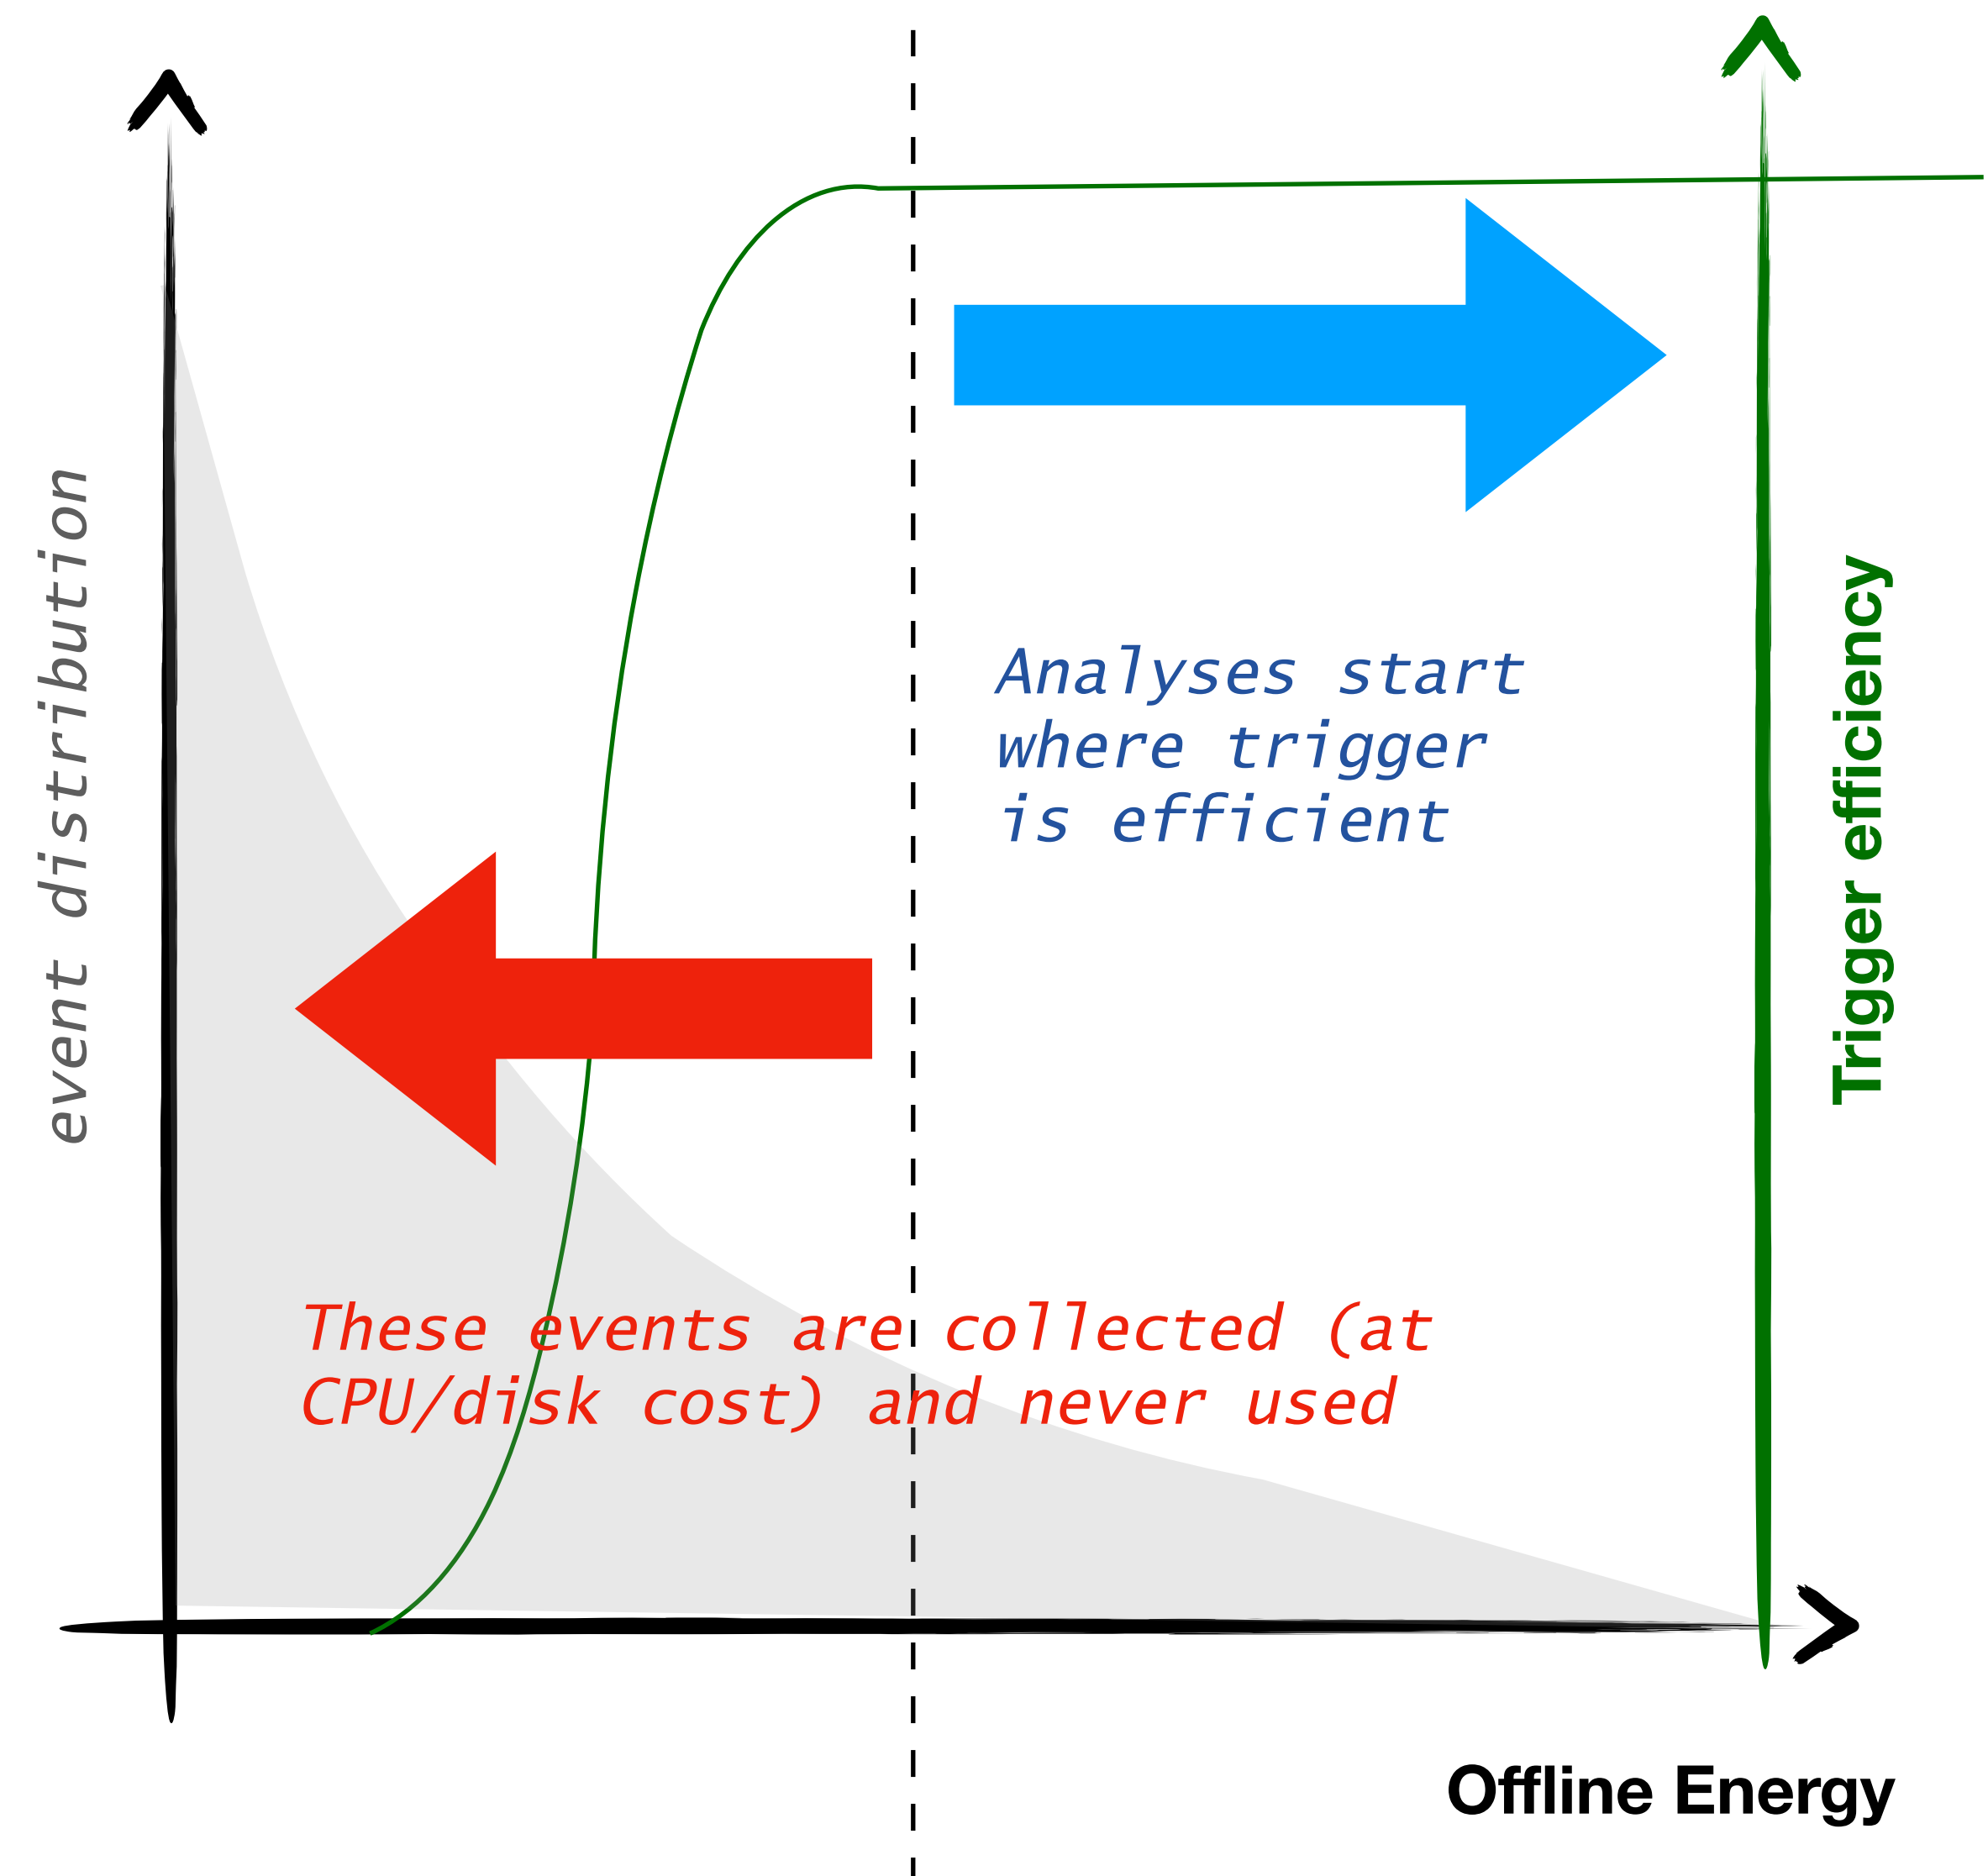 event distribution
Analyses start
where trigger
is efficient
Trigger efficiency
These events are collected (at
CPU/disk cost) and never used
Offline Energy